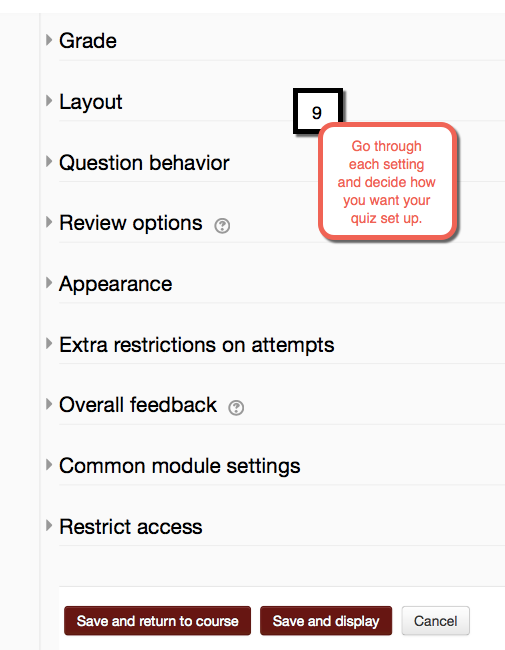 Grade
Layout
9
Go through
each setting
and decide how
you want your
quiz set up.
Question behavior
Review options ?
Appearance
Extra restrictions on attempts
Overall feedback ?
Common module settings
Restrict access
Save and return to course Save and display Cancel